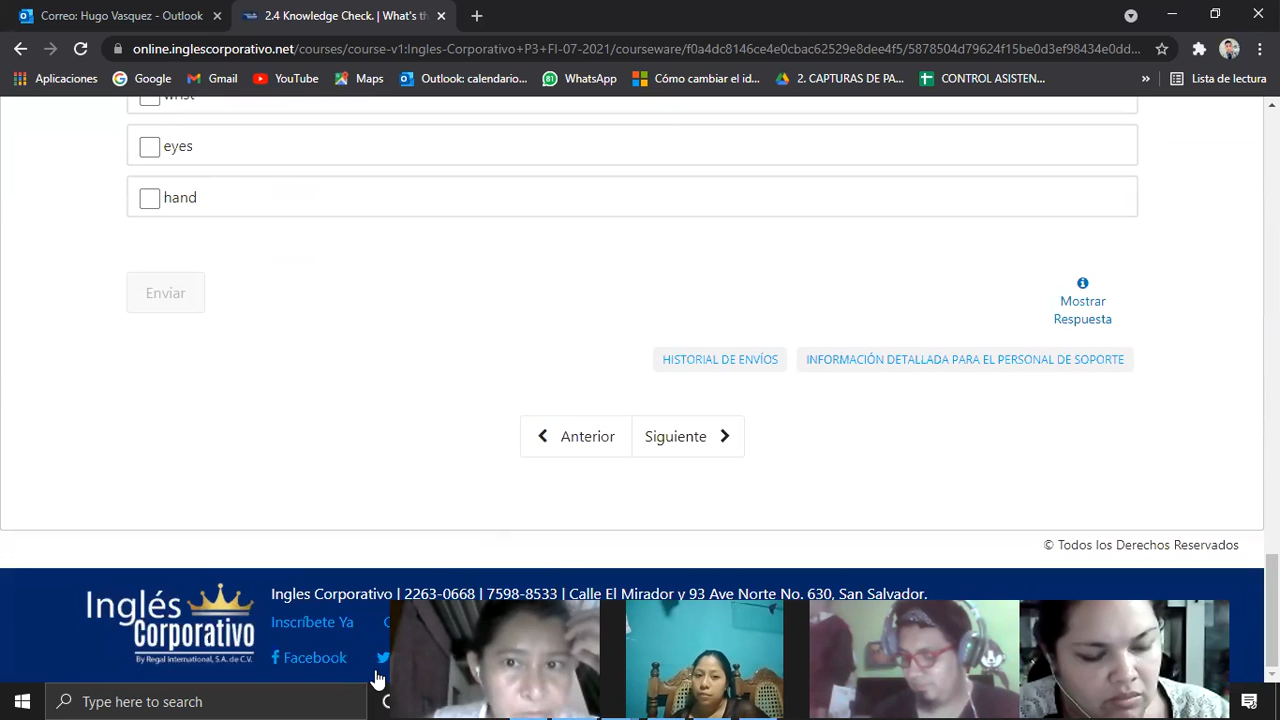 Correo: Hugo Vasquez - Outlook
2.4 Knowledge Check. | What's th
online.inglescorporativo.net/courses/course-v1:Ingles-Corporativo+P3+FI-07-2021/courseware/f0a4dc8146ce4e0cbac02529e8dee4f5/5878504d79624f15be0d3ef98434e0dd...
Aplicaciones Google Gmail YouTube Maps Outlook: calendario... WhatsApp Cómo cambiar el id... 2. CAPTURAS DE PA... CONTROL ASISTEN... » Lista de lectura
wrist
eyes
hand
Enviar
Mostrar
Respuesta
HISTORIAL DE ENVÍOS INFORMACIÓN DETALLADA PARA EL PERSONAL DE SOPORTE
Anterior Siguiente
© Todos los Derechos Reservados
Inglés
Corporativo
By Regal International, S.A. de C.V.
Ingles Corporativo | 2263-0668 | 7598-8533 | Calle El Mirador y 93 Ave Norte No. 630, San Salvador.
Inscríbete Ya
Facebook
Type here to search